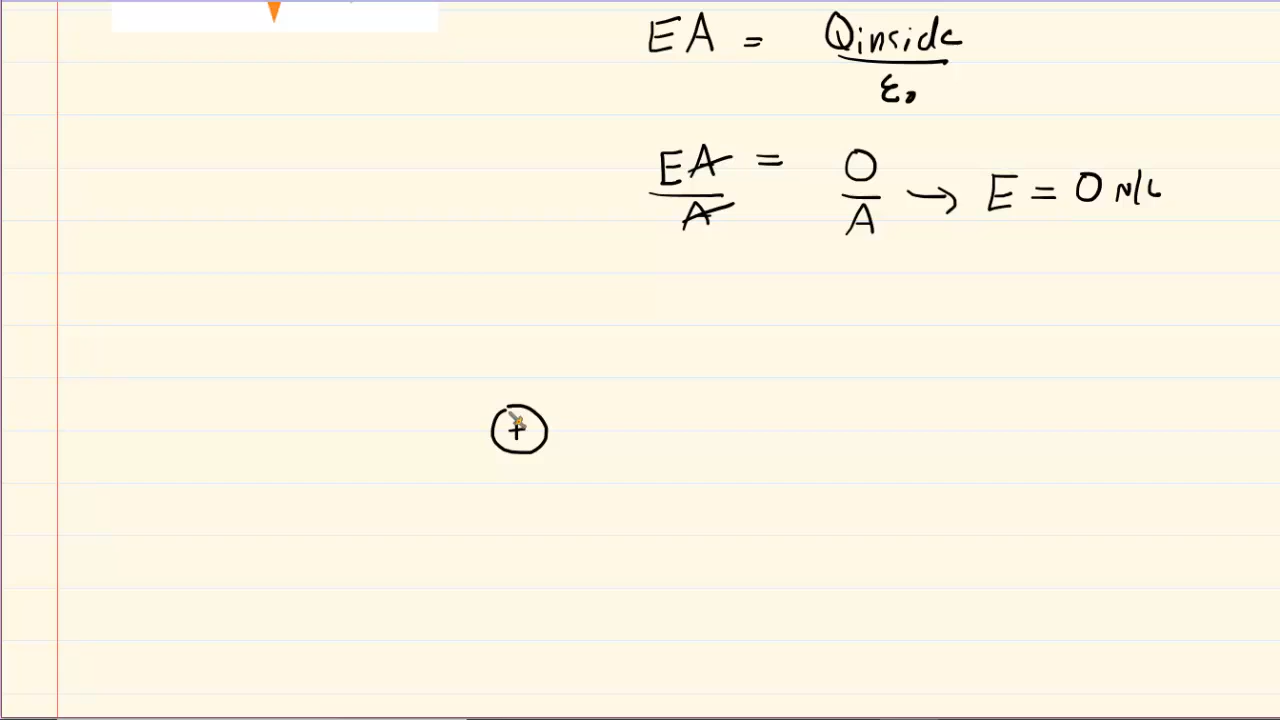 EA = Qinside / ε₀
EA / A = 0 / A → E = 0 N/C
+